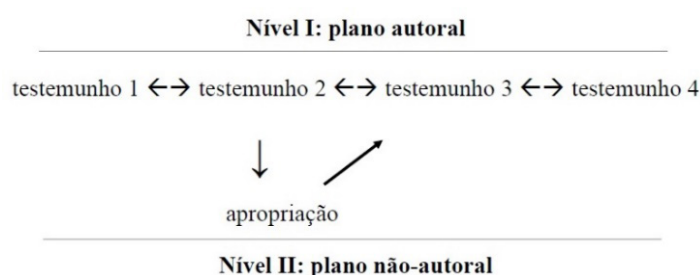 Nível I: plano autoral
testemunho 1 ←→ testemunho 2 ←→ testemunho 3 ←→ testemunho 4
apropriação
Nível II: plano não-autoral